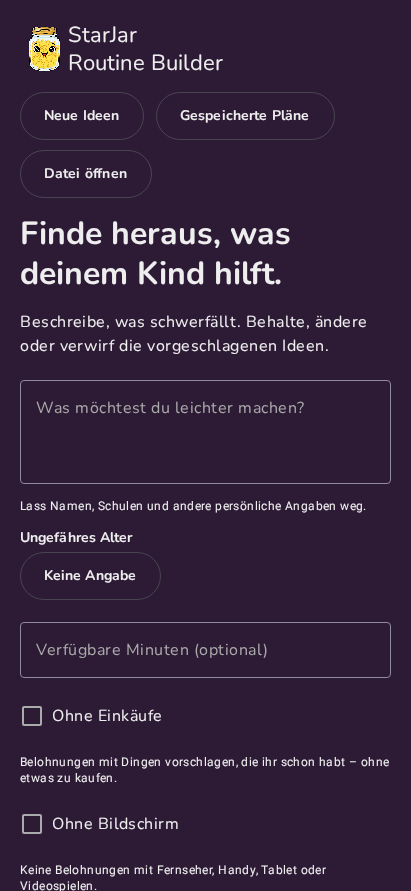 StarJar
Routine Builder
Neue Ideen
Gespeicherte Pläne
Datei öffnen
Finde heraus, was
deinem Kind hilft.
Beschreibe, was schwerfällt. Behalte, ändere
oder verwirf die vorgeschlagenen Ideen.
Was möchtest du leichter machen?
Lass Namen, Schulen und andere persönliche Angaben weg.
Ungefähres Alter
Keine Angabe
Verfügbare Minuten (optional)
Ohne Einkäufe
Belohnungen mit Dingen vorschlagen, die ihr schon habt – ohne
etwas zu kaufen.
Ohne Bildschirm
Keine Belohnungen mit Fernseher, Handy, Tablet oder
Videospielen.